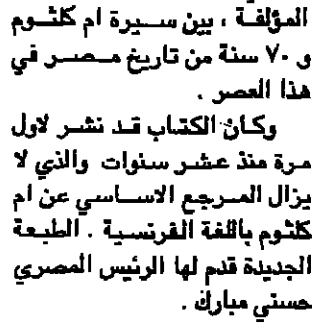 المؤلفة ، بين سيرة ام كلثوم
و ٧٠ سنة من تاريخ مصر في
هذا العصر .
وكان الكتاب قد نشر لاول
مرة منذ عشر سنوات والذي لا
يزال المرجع الاساسي عن ام
كلثوم باللغة الفرنسية . الطبعة
الجديدة قدم لها الرئيس المصري
حسني مبارك .